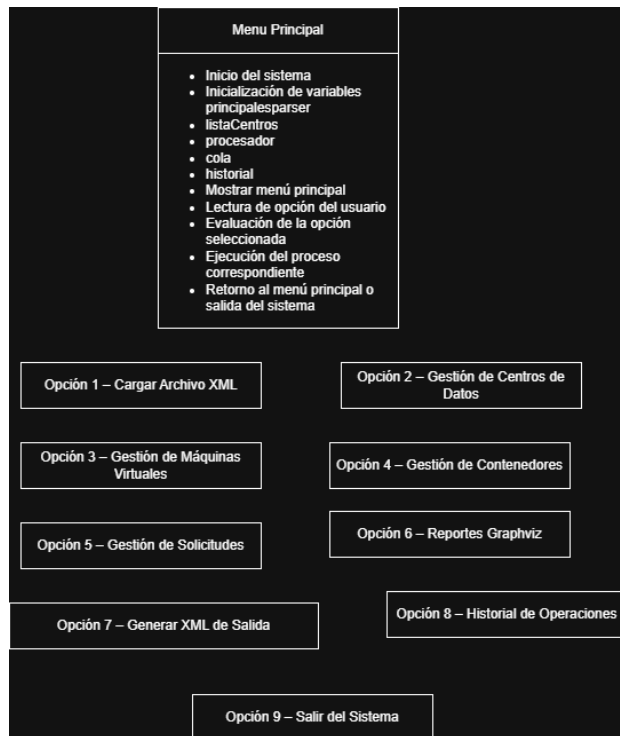 Menu Principal
• Inicio del sistema
• Inicialización de variables
principalesparser
• listaCentros
• procesador
• cola
• historial
• Mostrar menú principal
• Lectura de opción del usuario
• Evaluación de la opción
seleccionada
• Ejecución del proceso
correspondiente
• Retorno al menú principal o
salida del sistema
Opción 1 – Cargar Archivo XML
Opción 2 – Gestión de Centros de
Datos
Opción 3 – Gestión de Máquinas
Virtuales
Opción 4 – Gestión de Contenedores
Opción 5 – Gestión de Solicitudes
Opción 6 – Reportes Graphviz
Opción 7 – Generar XML de Salida
Opción 8 – Historial de Operaciones
Opción 9 – Salir del Sistema